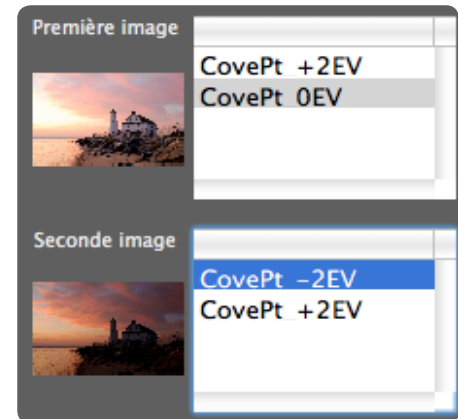 Première image
CovePt +2EV
CovePt 0EV
Seconde image
CovePt -2EV
CovePt +2EV